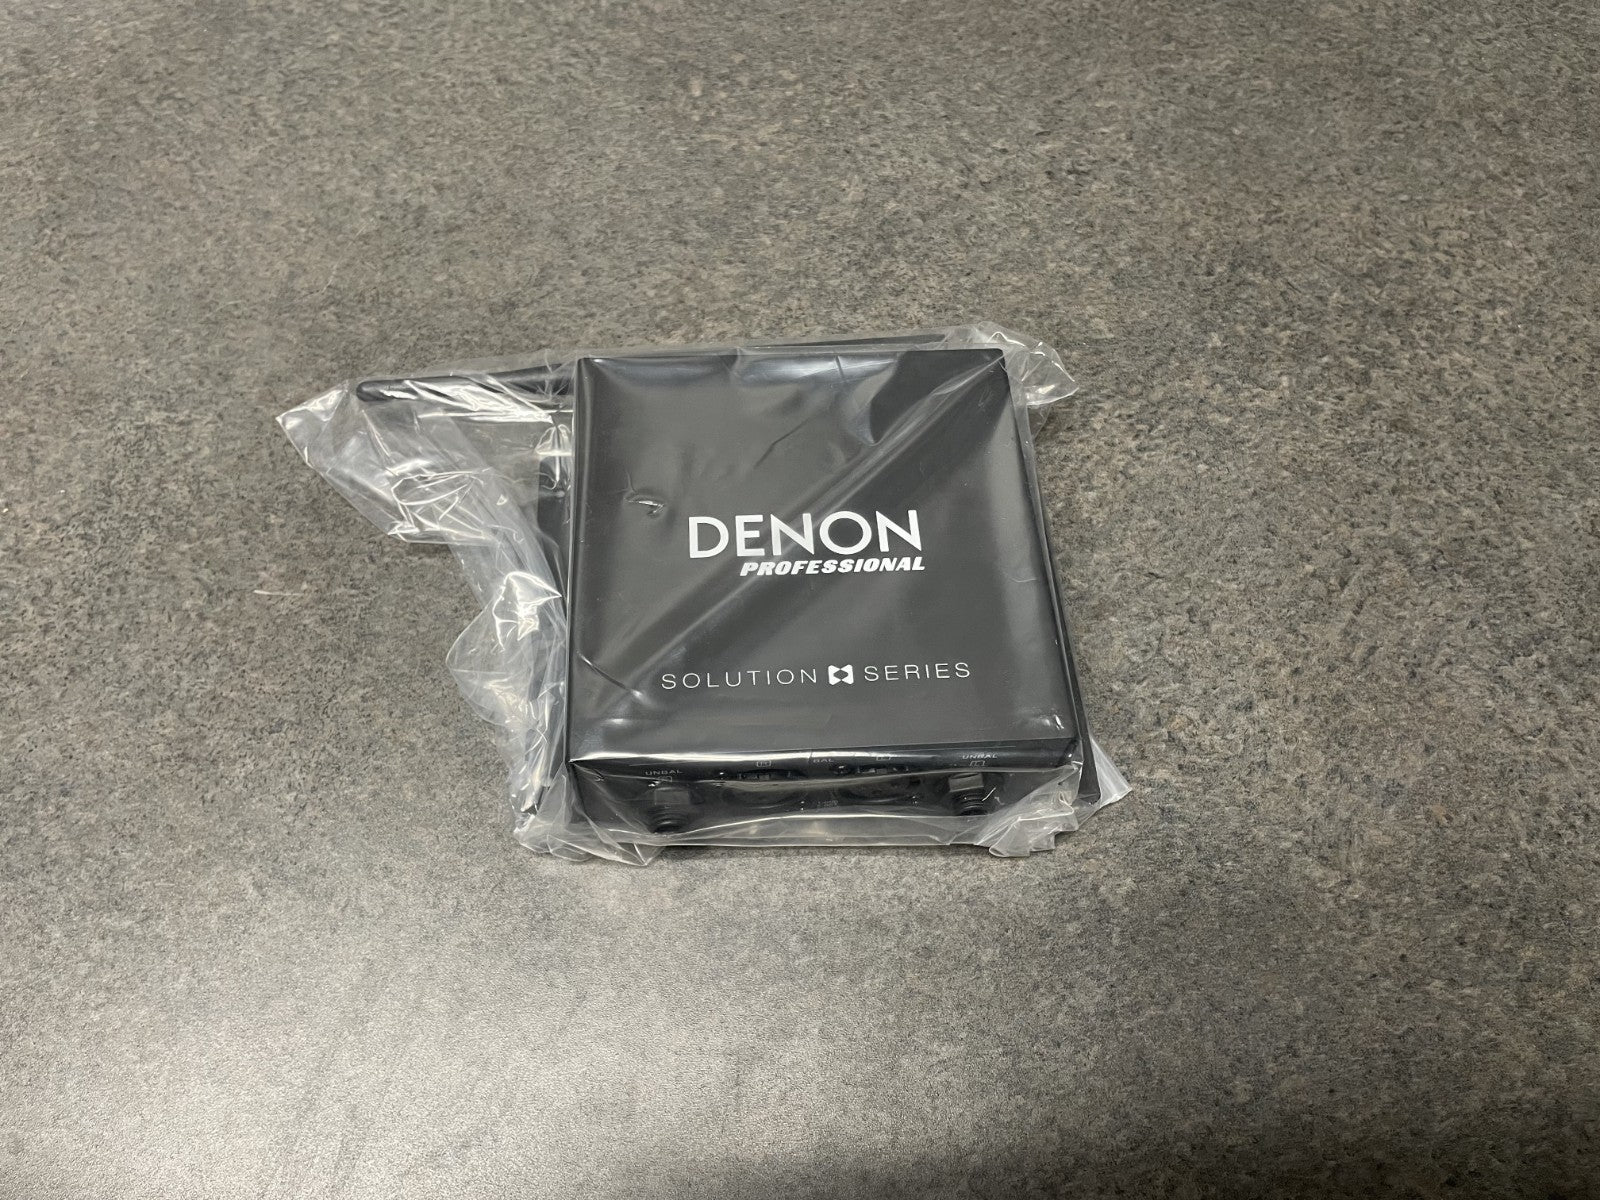 DENON
PROFESSIONAL
SOLUTION SERIES
UNBAL
R
BAL
L
UNBAL
L